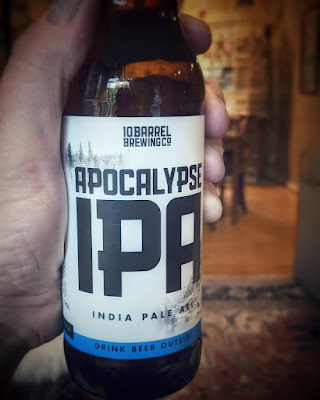 10 BARREL
BREWING CO
APOCALYPSE
IPA
INDIA PALE ALE
DRINK BEER OUTSIDE